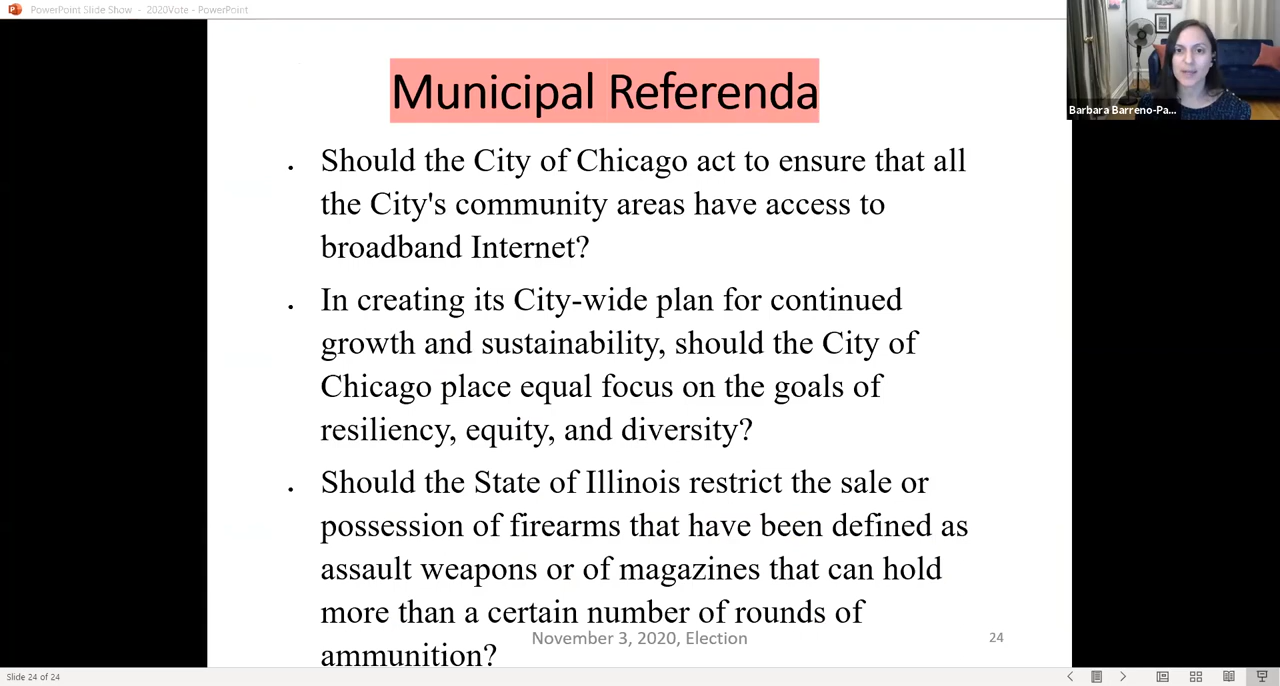 PowerPoint Slide Show - 2020Vote - PowerPoint
Barbara Barreno-Pa...
Municipal Referenda
. Should the City of Chicago act to ensure that all
the City's community areas have access to
broadband Internet?
. In creating its City-wide plan for continued
growth and sustainability, should the City of
Chicago place equal focus on the goals of
resiliency, equity, and diversity?
. Should the State of Illinois restrict the sale or
possession of firearms that have been defined as
assault weapons or of magazines that can hold
more than a certain number of rounds of
November 3, 2020, Election 24
ammunition?
Slide 24 of 24